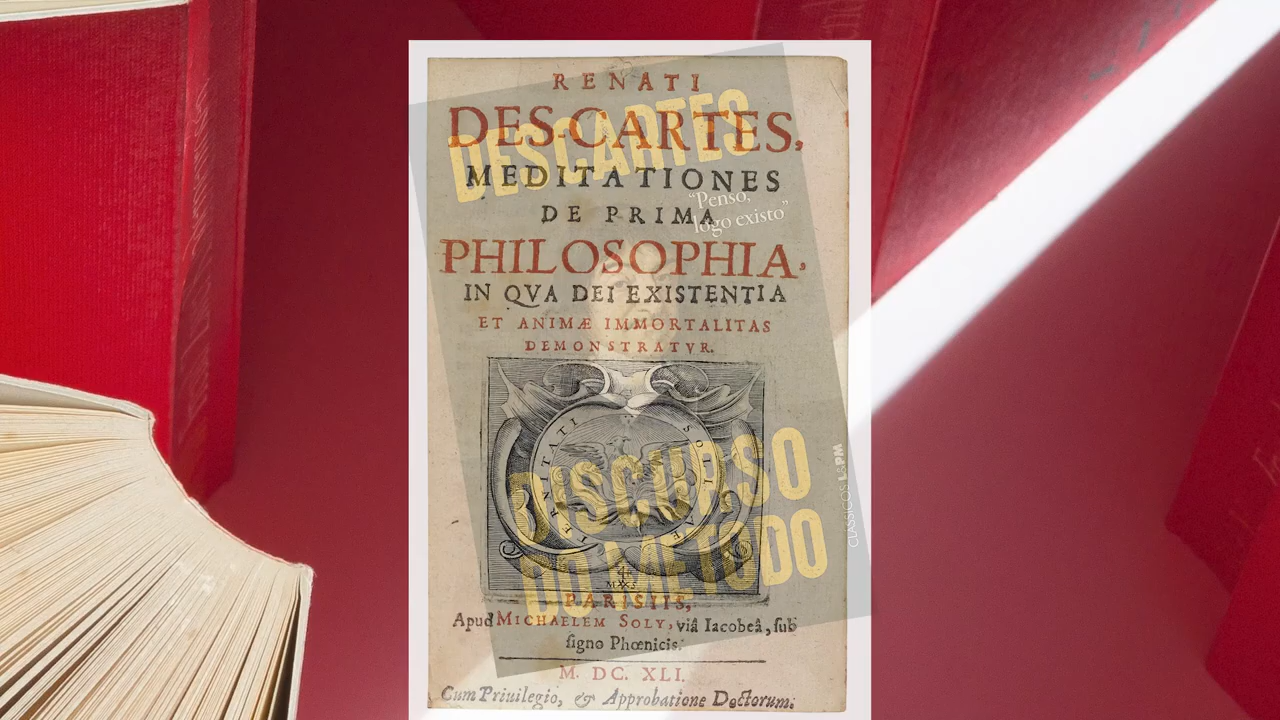 RENATI
DES-CARTES,
MEDITATIONES
DE PRIMA
PHILOSOPHIA,
IN QVA DEI EXISTENTIA
ET ANIMÆ IMMORTALITAS
DEMONSTRATVR.
SOLI
PARISIIS,
Apud MICHAELEM SOLY, viâ Iacobeâ, ſub
ſigno Phœnicis.
M. DC. XLI.
Cum Priuilegio, & Approbatione Doctorum.
DESCARTES
“Penso,
logo existo”
DISCURSO
DO MÉTODO
CLÁSSICOS L&PM